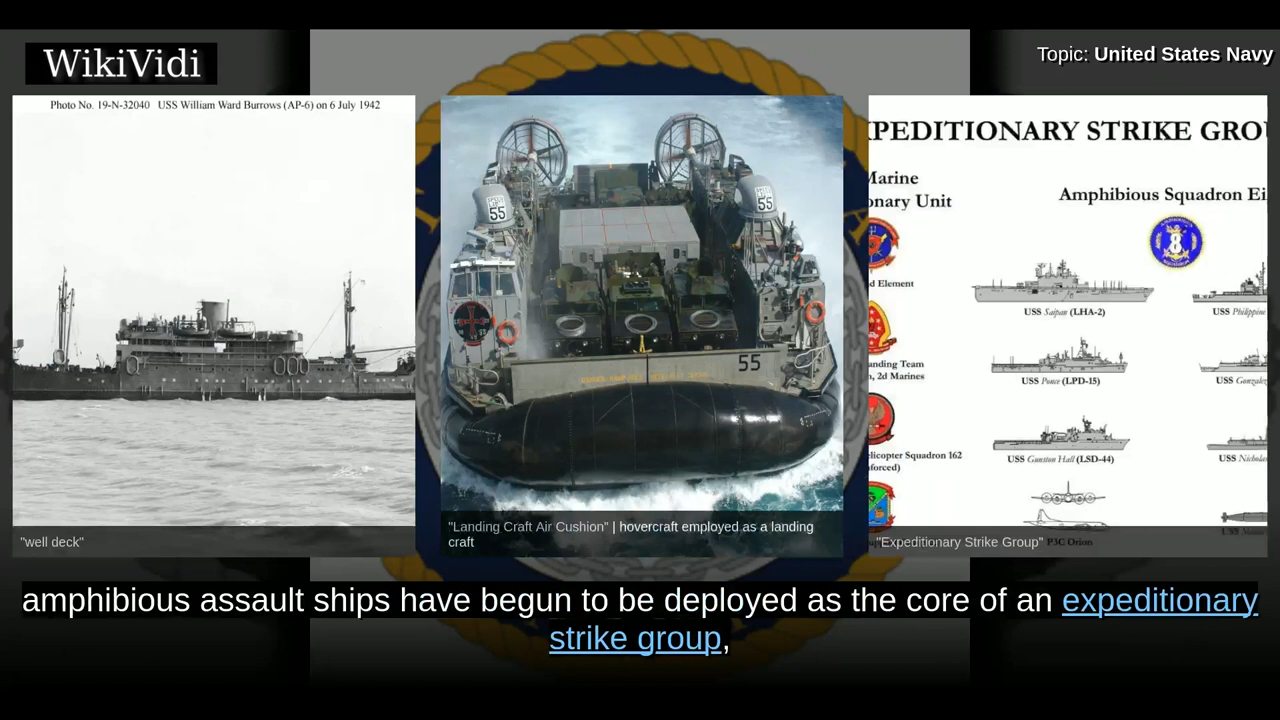 WikiVidi
Topic: United States Navy
Photo No. 19-N-32040 USS William Ward Burrows (AP-6) on 6 July 1942
"well deck"
55
55
55
"Landing Craft Air Cushion" | hovercraft employed as a landing
craft
XPEDITIONARY STRIKE GROU
Marine
onary Unit
Amphibious Squadron Ei
8
d Element
USS Saipan (LHA-2)
USS Philippine
anding Team
n, 2d Marines
USS Ponce (LPD-15)
USS Gonzalez
elicopter Squadron 162
forced)
USS Gunston Hall (LSD-44)
USS Nicholas
P3C Orion
"Expeditionary Strike Group"
amphibious assault ships have begun to be deployed as the core of an expeditionary
strike group,